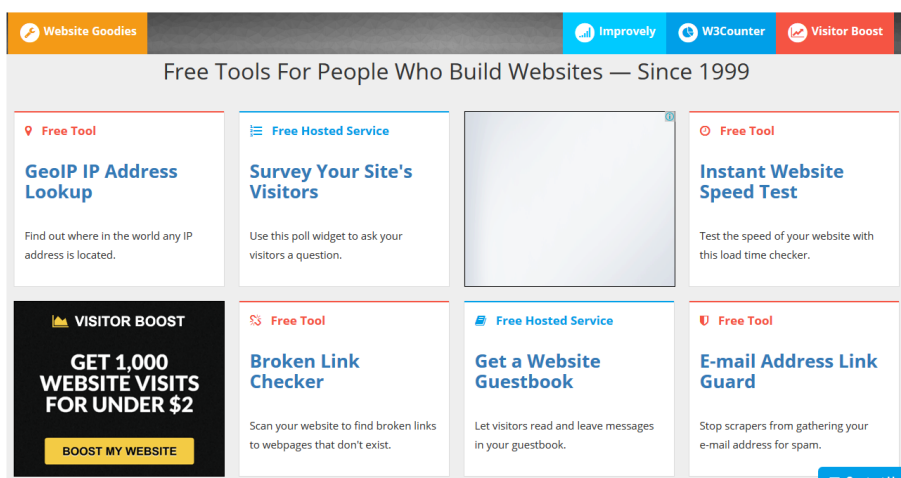 Website Goodies
Improvely
W3Counter
Visitor Boost
Free Tools For People Who Build Websites — Since 1999
Free Tool
GeoIP IP Address
Lookup
Find out where in the world any IP
address is located.
Free Hosted Service
Survey Your Site's
Visitors
Use this poll widget to ask your
visitors a question.
Free Tool
Instant Website
Speed Test
Test the speed of your website with
this load time checker.
VISITOR BOOST
GET 1,000
WEBSITE VISITS
FOR UNDER $2
BOOST MY WEBSITE
Free Tool
Broken Link
Checker
Scan your website to find broken links
to webpages that don't exist.
Free Hosted Service
Get a Website
Guestbook
Let visitors read and leave messages
in your guestbook.
Free Tool
E-mail Address Link
Guard
Stop scrapers from gathering your
e-mail address for spam.